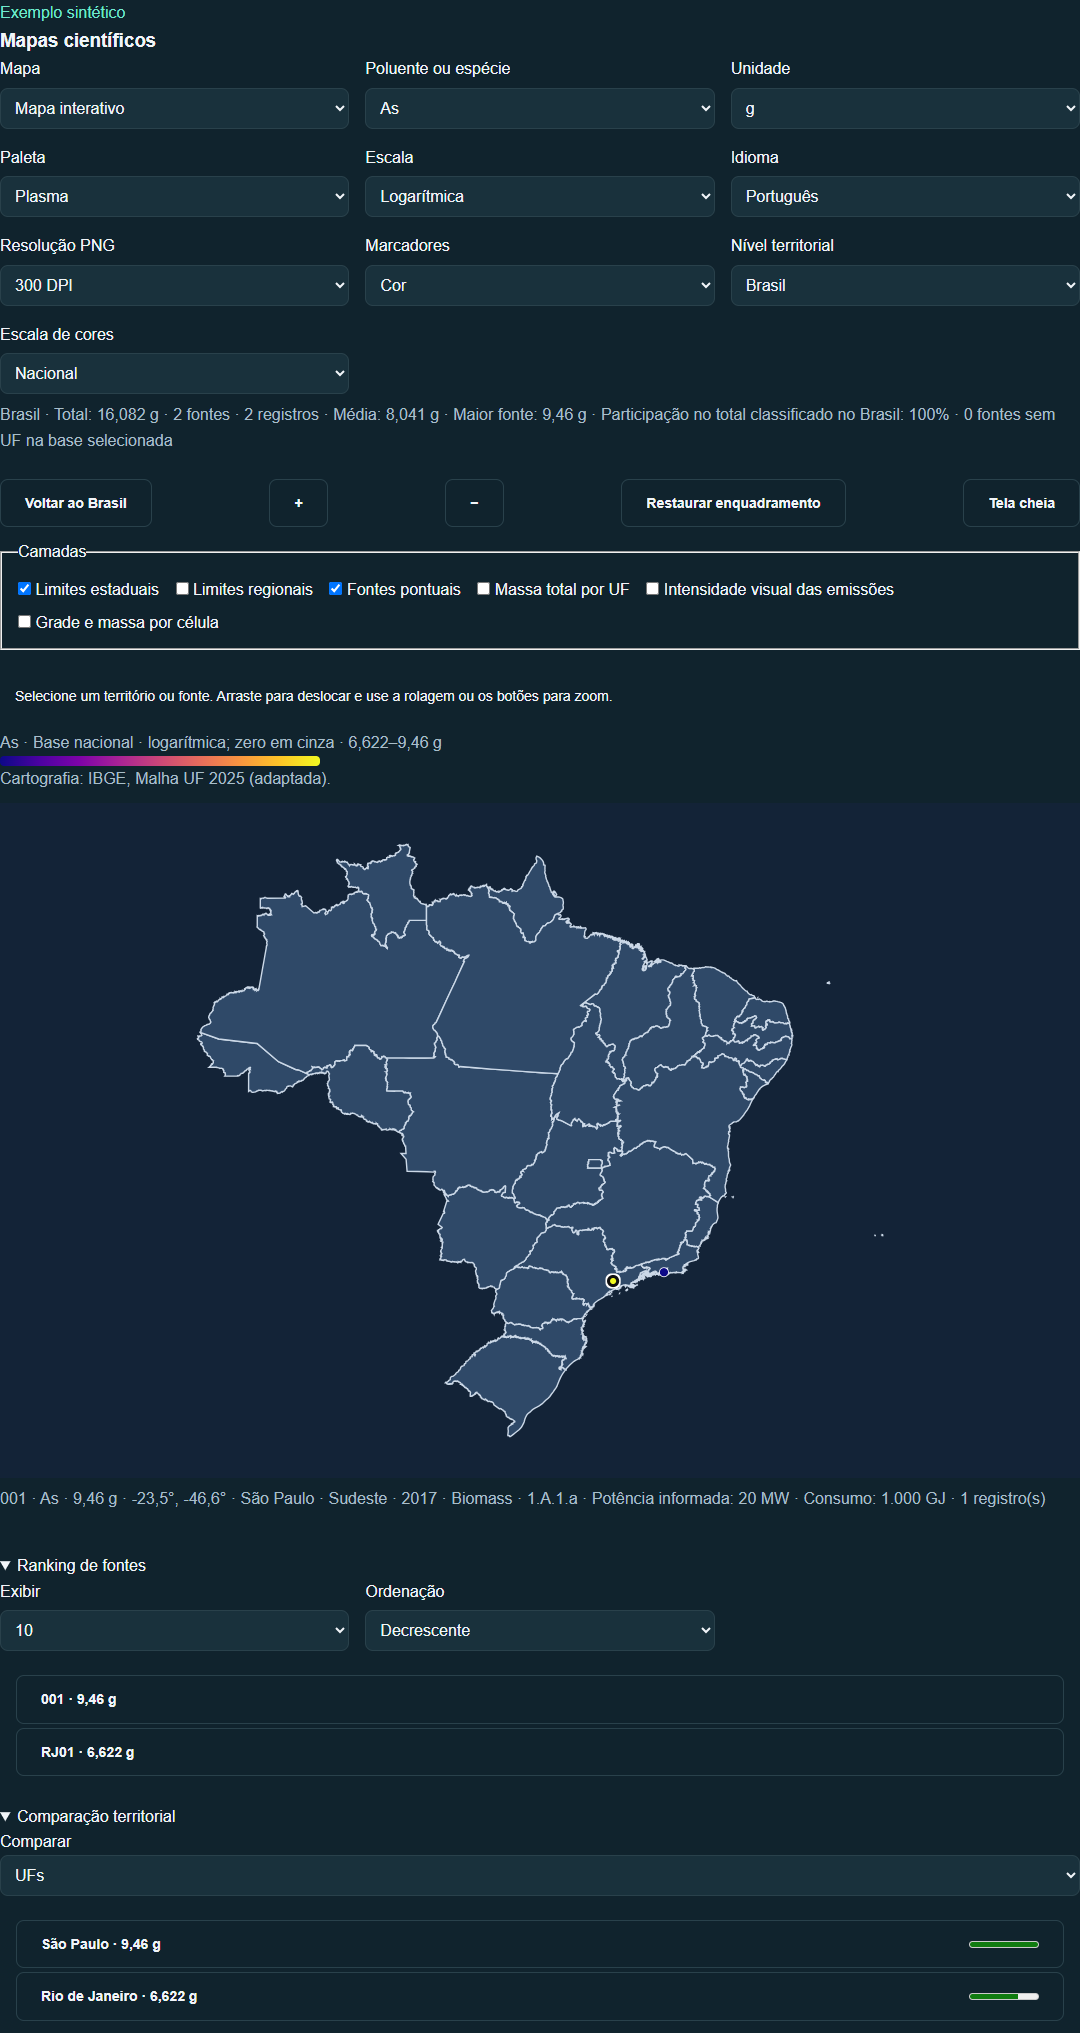 Exemplo sintético
Mapas científicos
Mapa
Poluente ou espécie
Unidade
Mapa interativo
As
g
Paleta
Escala
Idioma
Plasma
Logarítmica
Português
Resolução PNG
Marcadores
Nível territorial
300 DPI
Cor
Brasil
Escala de cores
Nacional
Brasil · Total: 16,082 g · 2 fontes · 2 registros · Média: 8,041 g · Maior fonte: 9,46 g · Participação no total classificado no Brasil: 100% · 0 fontes sem
UF na base selecionada
Voltar ao Brasil
+
−
Restaurar enquadramento
Tela cheia
Camadas
Limites estaduais
Limites regionais
Fontes pontuais
Massa total por UF
Intensidade visual das emissões
Grade e massa por célula
Selecione um território ou fonte. Arraste para deslocar e use a rolagem ou os botões para zoom.
As · Base nacional · logarítmica; zero em cinza · 6,622–9,46 g
Cartografia: IBGE, Malha UF 2025 (adaptada).
001 · As · 9,46 g · -23,5°, -46,6° · São Paulo · Sudeste · 2017 · Biomass · 1.A.1.a · Potência informada: 20 MW · Consumo: 1.000 GJ · 1 registro(s)
Ranking de fontes
Exibir
Ordenação
10
Decrescente
001 · 9,46 g
RJ01 · 6,622 g
Comparação territorial
Comparar
UFs
São Paulo · 9,46 g
Rio de Janeiro · 6,622 g